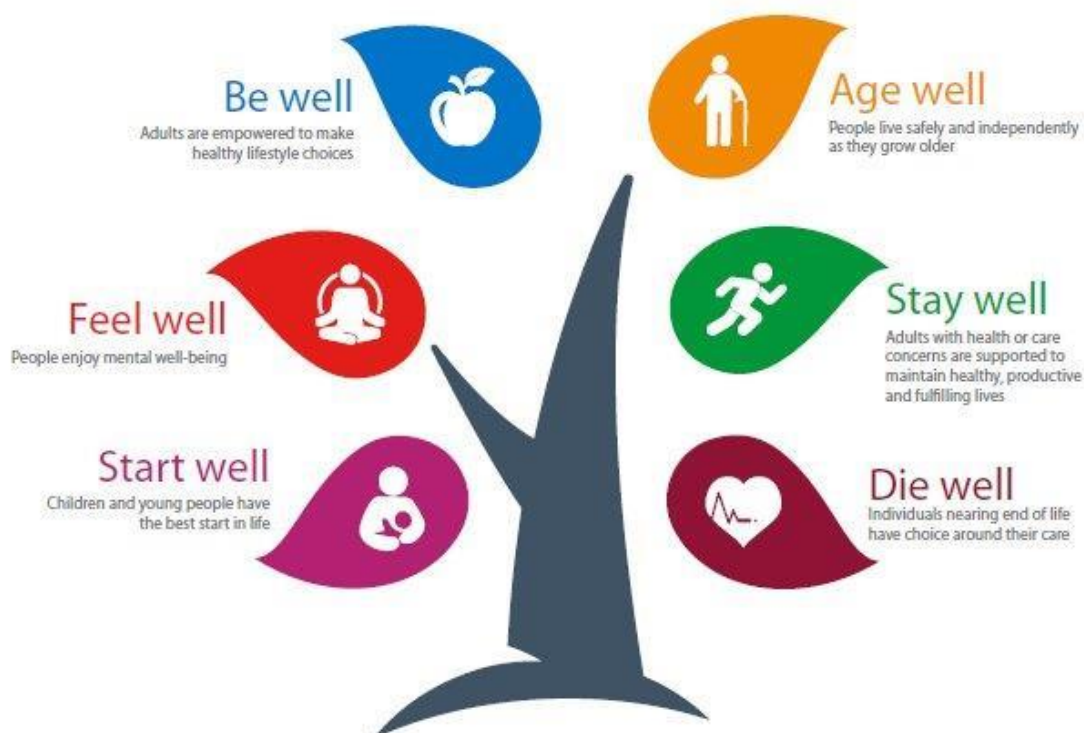 Be well
Adults are empowered to make
healthy lifestyle choices
Age well
People live safely and independently
as they grow older
Feel well
People enjoy mental well-being
Stay well
Adults with health or care
concerns are supported to
maintain healthy, productive
and fulfilling lives
Start well
Children and young people have
the best start in life
Die well
Individuals nearing end of life
have choice around their care